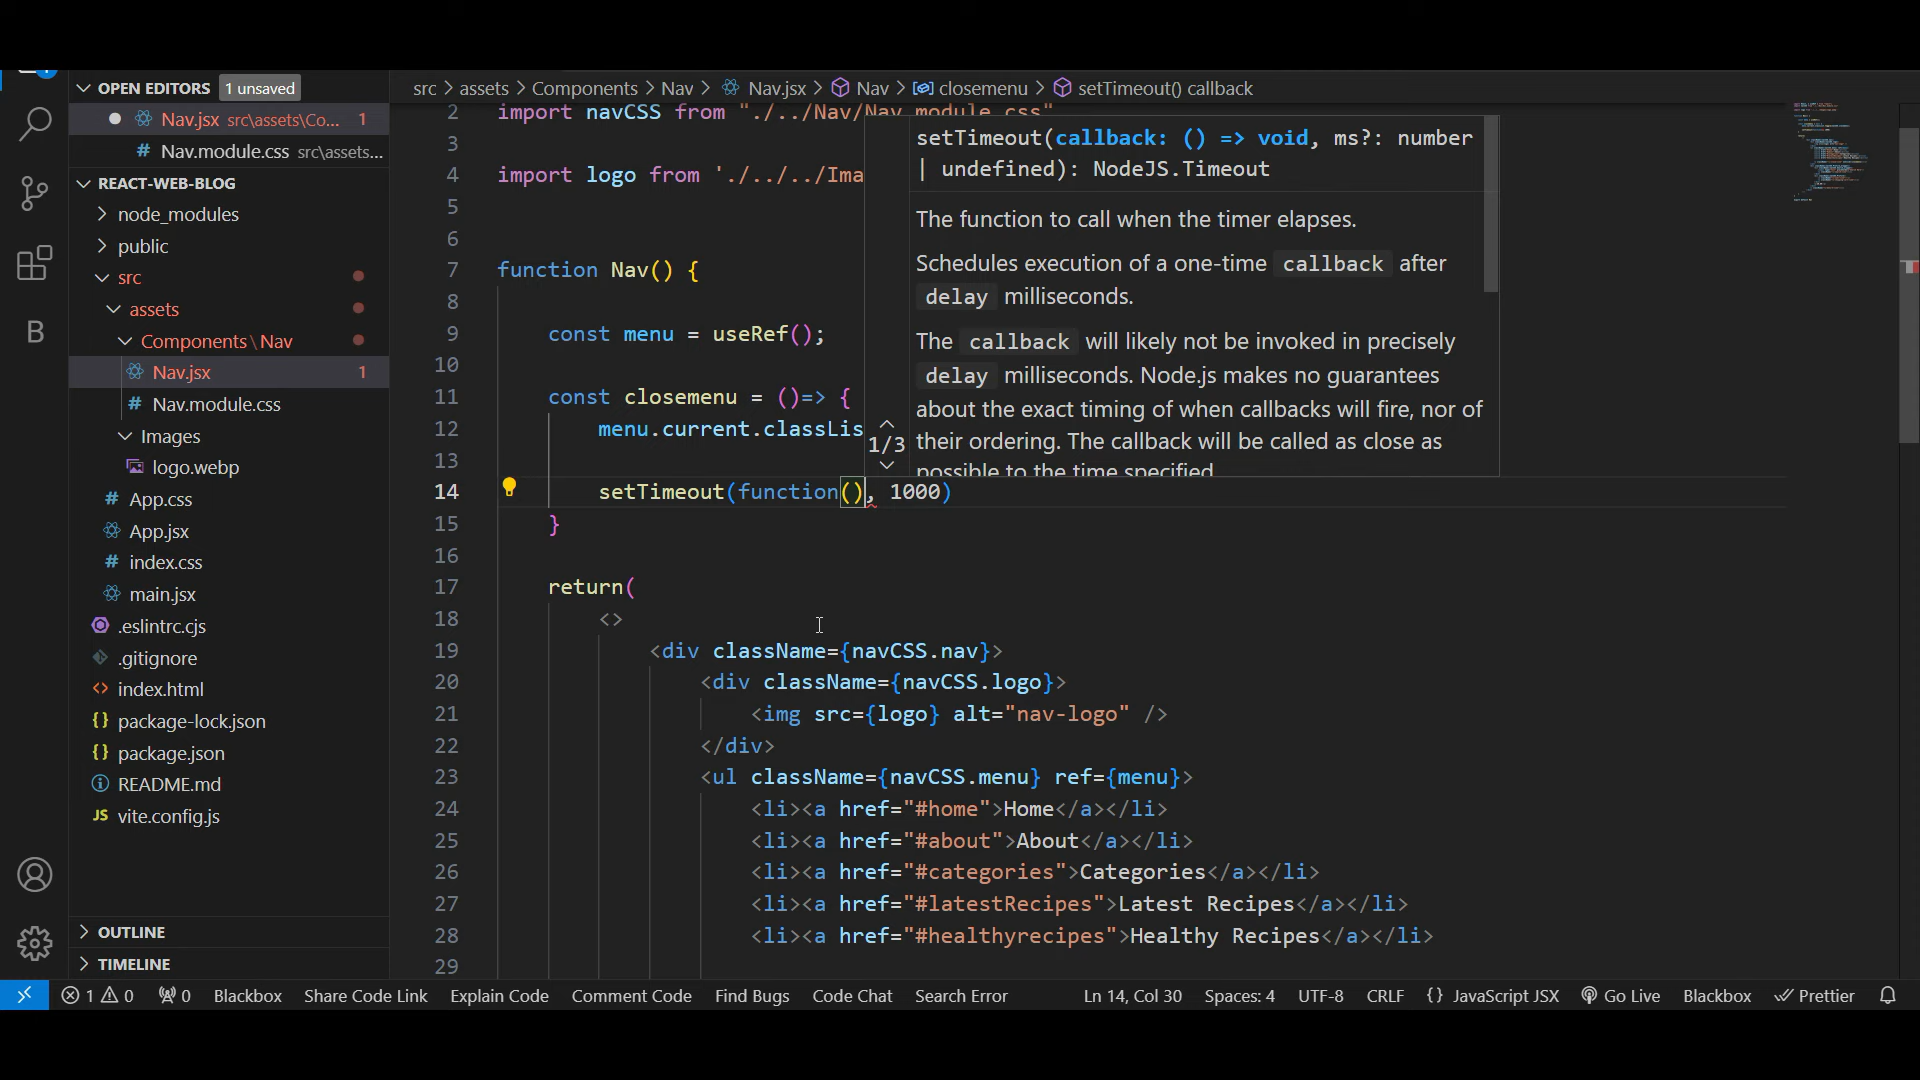 OPEN EDITORS 1 unsaved
Nav.jsx src\assets\Co... 1
# Nav.module.css src\assets...
REACT-WEB-BLOG
node_modules
public
src
assets
Components\Nav
Nav.jsx 1
# Nav.module.css
Images
logo.webp
# App.css
App.jsx
# index.css
main.jsx
.eslintrc.cjs
.gitignore
<> index.html
{} package-lock.json
{} package.json
README.md
JS vite.config.js
OUTLINE
TIMELINE
src > assets > Components > Nav > Nav.jsx > Nav > closemenu > setTimeout() callback
2 import navCSS from "./../Nav/Nav.module.css"
3
4 import logo from './../../Ima
5
6
7 function Nav() {
8
9 const menu = useRef();
10
11 const closemenu = ()=> {
12 menu.current.classLis
13
14 setTimeout(function(), 1000)
15 }
16
17 return(
18 <>
19 <div className={navCSS.nav}>
20 <div className={navCSS.logo}>
21 <img src={logo} alt="nav-logo" />
22 </div>
23 <ul className={navCSS.menu} ref={menu}>
24 <li><a href="#home">Home</a></li>
25 <li><a href="#about">About</a></li>
26 <li><a href="#categories">Categories</a></li>
27 <li><a href="#latestRecipes">Latest Recipes</a></li>
28 <li><a href="#healthyrecipes">Healthy Recipes</a></li>
29
1/3
setTimeout(callback: () => void, ms?: number
| undefined): NodeJS.Timeout
The function to call when the timer elapses.
Schedules execution of a one-time callback after
delay milliseconds.
The callback will likely not be invoked in precisely
delay milliseconds. Node.js makes no guarantees
about the exact timing of when callbacks will fire, nor of
their ordering. The callback will be called as close as
possible to the time specified.
B
1 0 0 Blackbox Share Code Link Explain Code Comment Code Find Bugs Code Chat Search Error Ln 14, Col 30 Spaces: 4 UTF-8 CRLF {} JavaScript JSX Go Live Blackbox Prettier